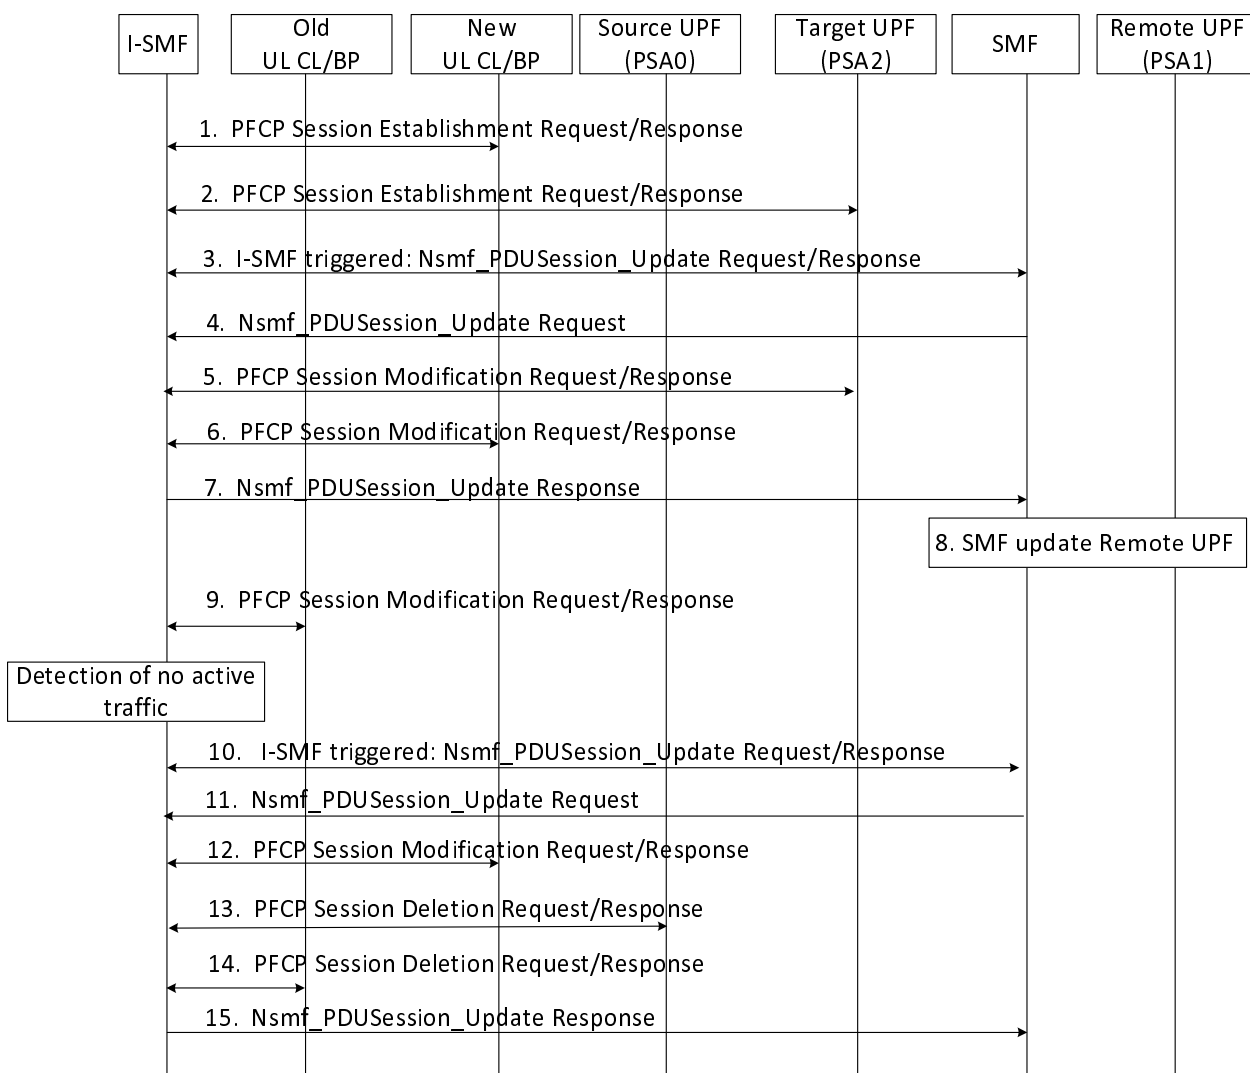 I-SMF
Old
UL CL/BP
New
UL CL/BP
Source UPF
(PSA0)
Target UPF
(PSA2)
SMF
Remote UPF
(PSA1)
1. PFCP Session Establishment Request/Response
2. PFCP Session Establishment Request/Response
3. I-SMF triggered: Nsmf_PDUSession_Update Request/Response
4. Nsmf_PDUSession_Update Request
5. PFCP Session Modification Request/Response
6. PFCP Session Modification Request/Response
7. Nsmf_PDUSession_Update Response
8. SMF update Remote UPF
9. PFCP Session Modification Request/Response
Detection of no active
traffic
10. I-SMF triggered: Nsmf_PDUSession_Update Request/Response
11. Nsmf_PDUSession_Update Request
12. PFCP Session Modification Request/Response
13. PFCP Session Deletion Request/Response
14. PFCP Session Deletion Request/Response
15. Nsmf_PDUSession_Update Response